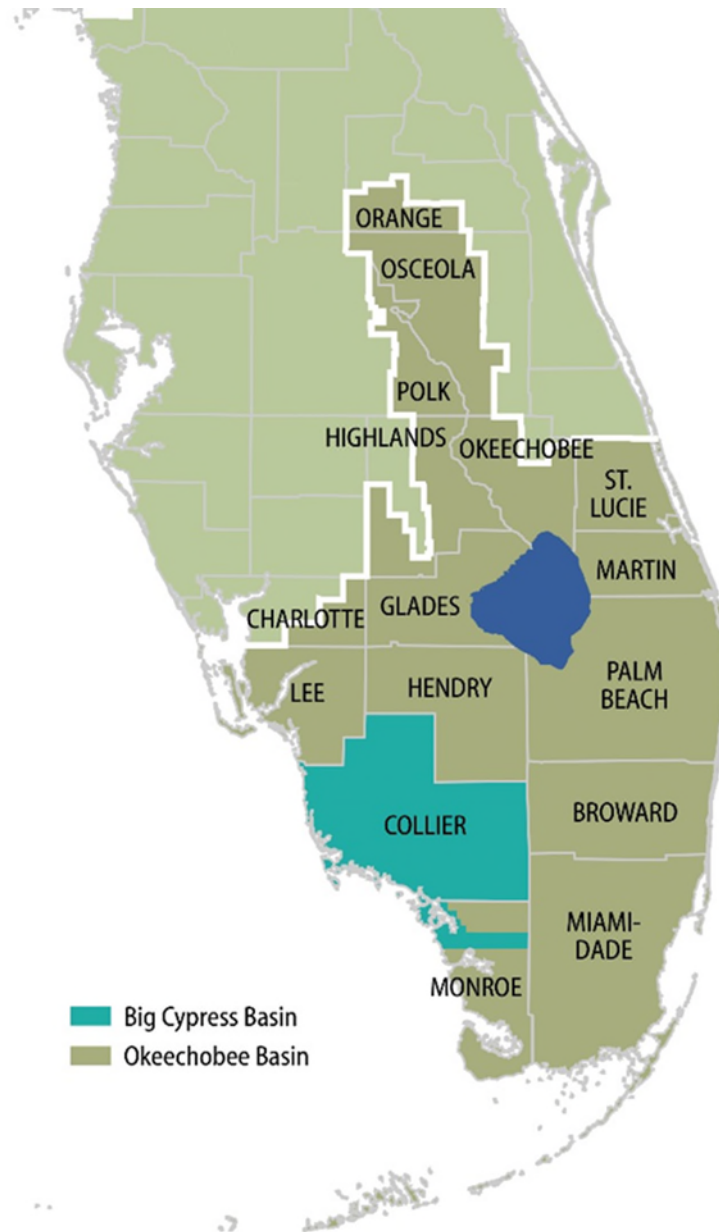 ORANGE
OSCEOLA
POLK
HIGHLANDS
OKEECHOBEE
ST.
LUCIE
MARTIN
CHARLOTTE
GLADES
PALM
BEACH
LEE
HENDRY
COLLIER
BROWARD
MIAMI-
DADE
MONROE
Big Cypress Basin
Okeechobee Basin